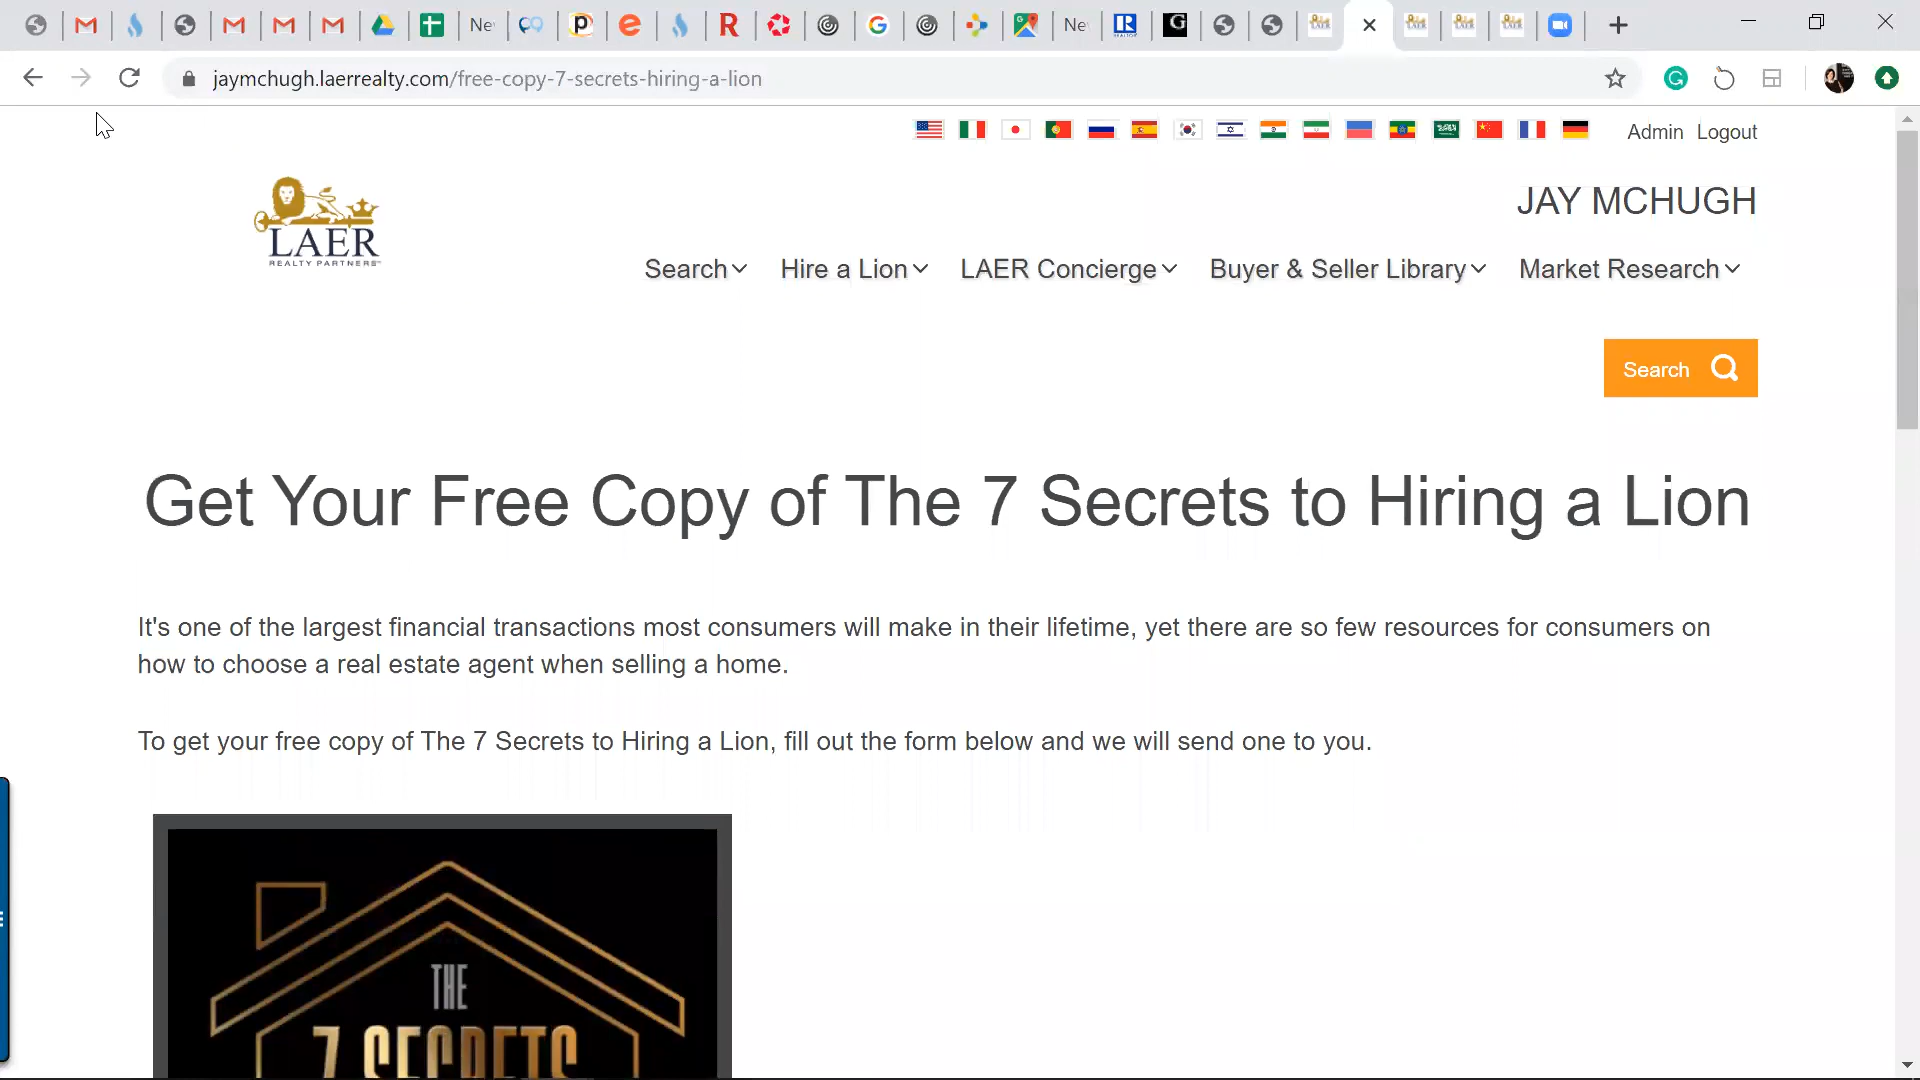 Ne
Ne
jaymchugh.laerrealty.com/free-copy-7-secrets-hiring-a-lion
Admin Logout
LAER
REALTY PARTNERS
JAY MCHUGH
Search Hire a Lion LAER Concierge Buyer & Seller Library Market Research
Search
Get Your Free Copy of The 7 Secrets to Hiring a Lion
It's one of the largest financial transactions most consumers will make in their lifetime, yet there are so few resources for consumers on
how to choose a real estate agent when selling a home.
To get your free copy of The 7 Secrets to Hiring a Lion, fill out the form below and we will send one to you.
THE
7 SECRETS